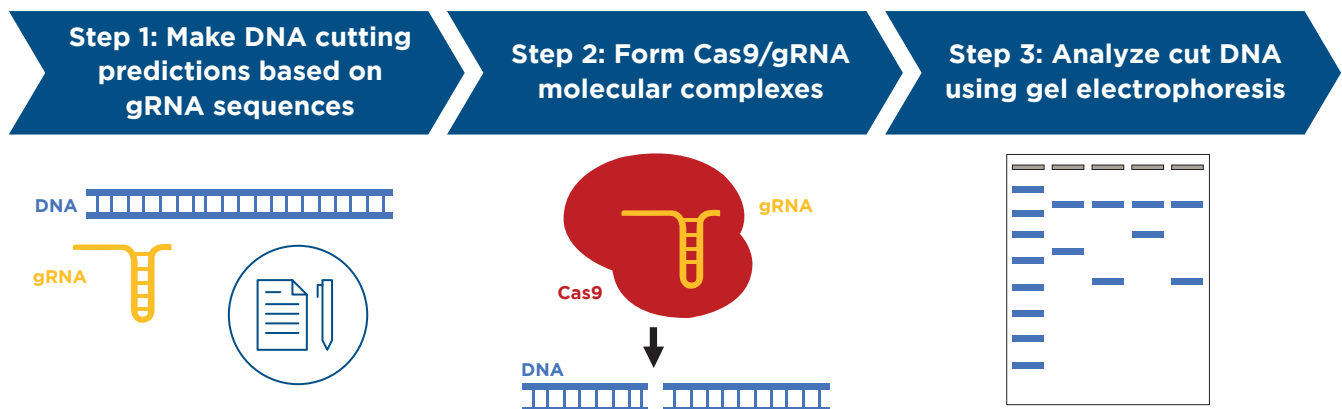 Step 1: Make DNA cutting
predictions based on
gRNA sequences
Step 2: Form Cas9/gRNA
molecular complexes
Step 3: Analyze cut DNA
using gel electrophoresis
DNA
gRNA
gRNA
Cas9
DNA